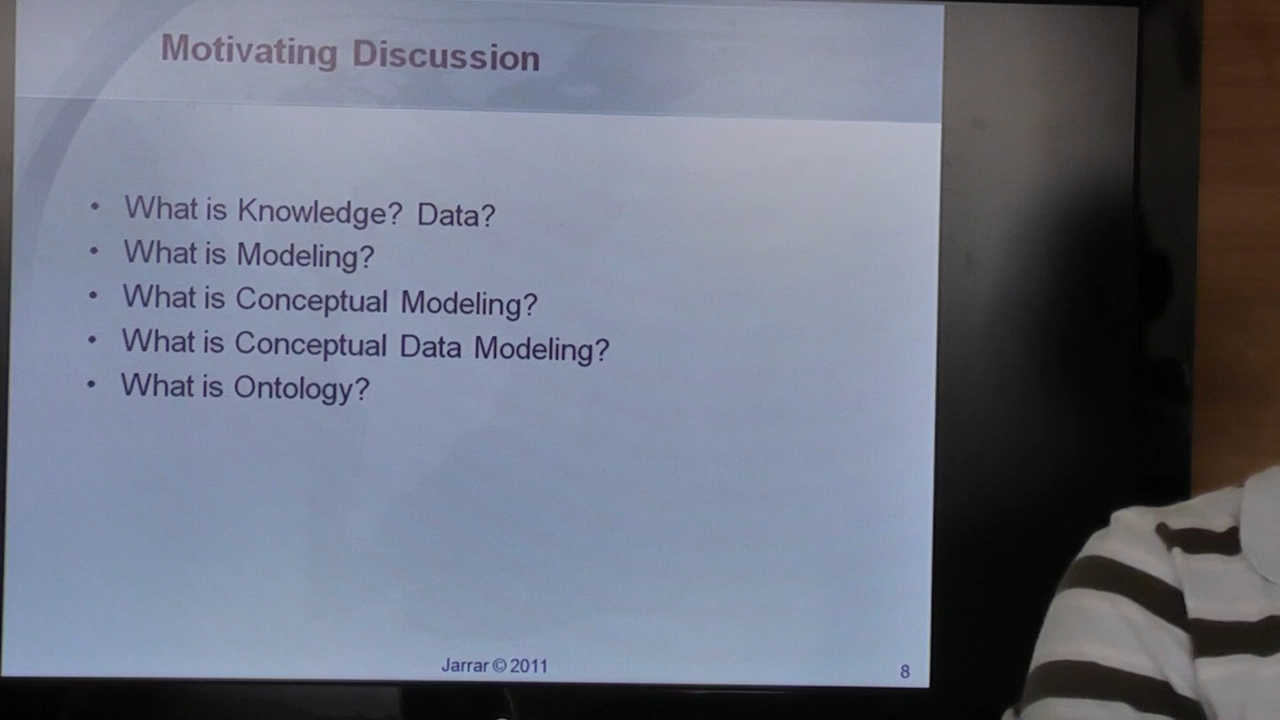 Motivating Discussion
• What is Knowledge? Data?
• What is Modeling?
• What is Conceptual Modeling?
• What is Conceptual Data Modeling?
• What is Ontology?
Jarrar © 2011
8